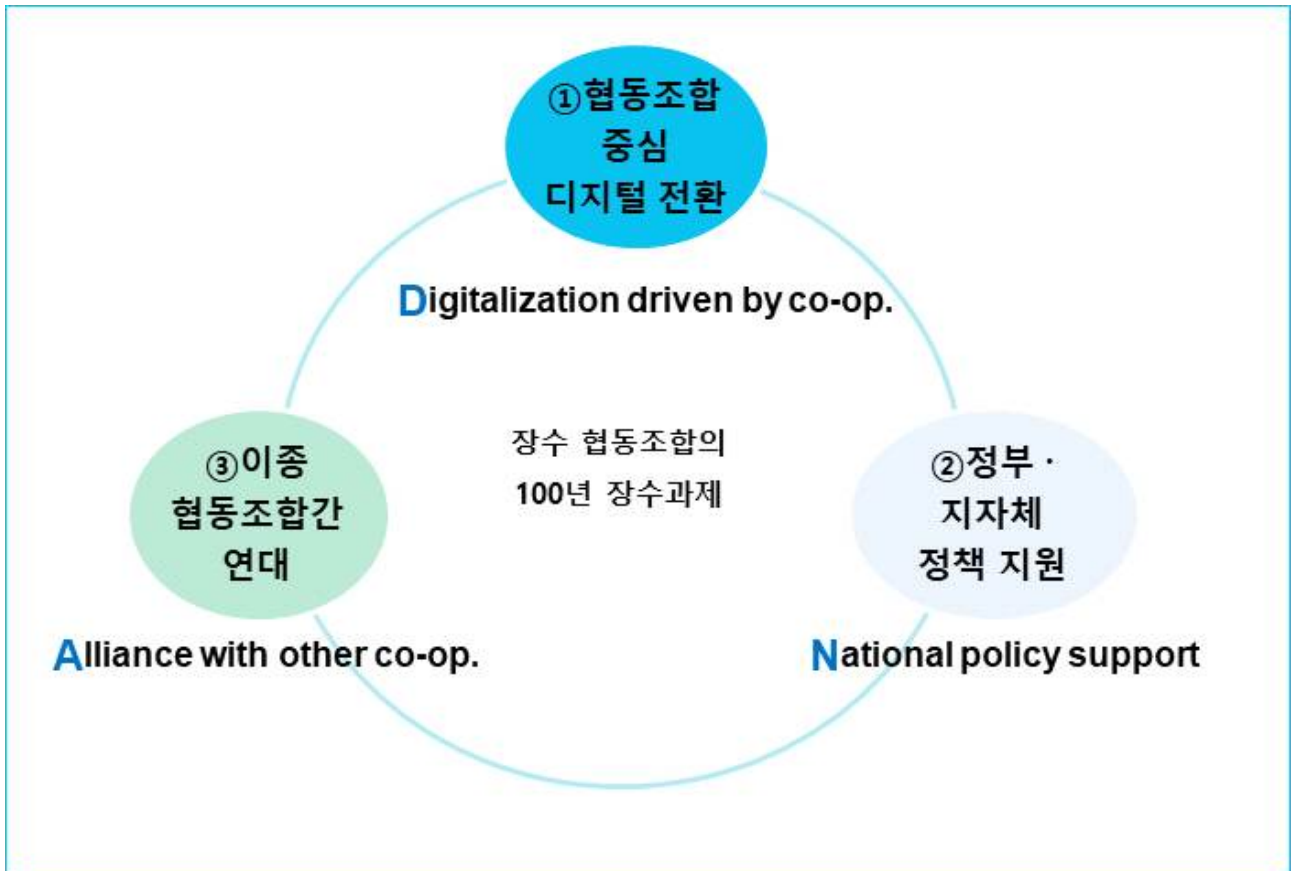 ①협동조합
중심
디지털 전환
Digitalization driven by co-op.
장수 협동조합의
100년 장수과제
③이종
협동조합간
연대
Alliance with other co-op.
②정부 ·
지자체
정책 지원
National policy support